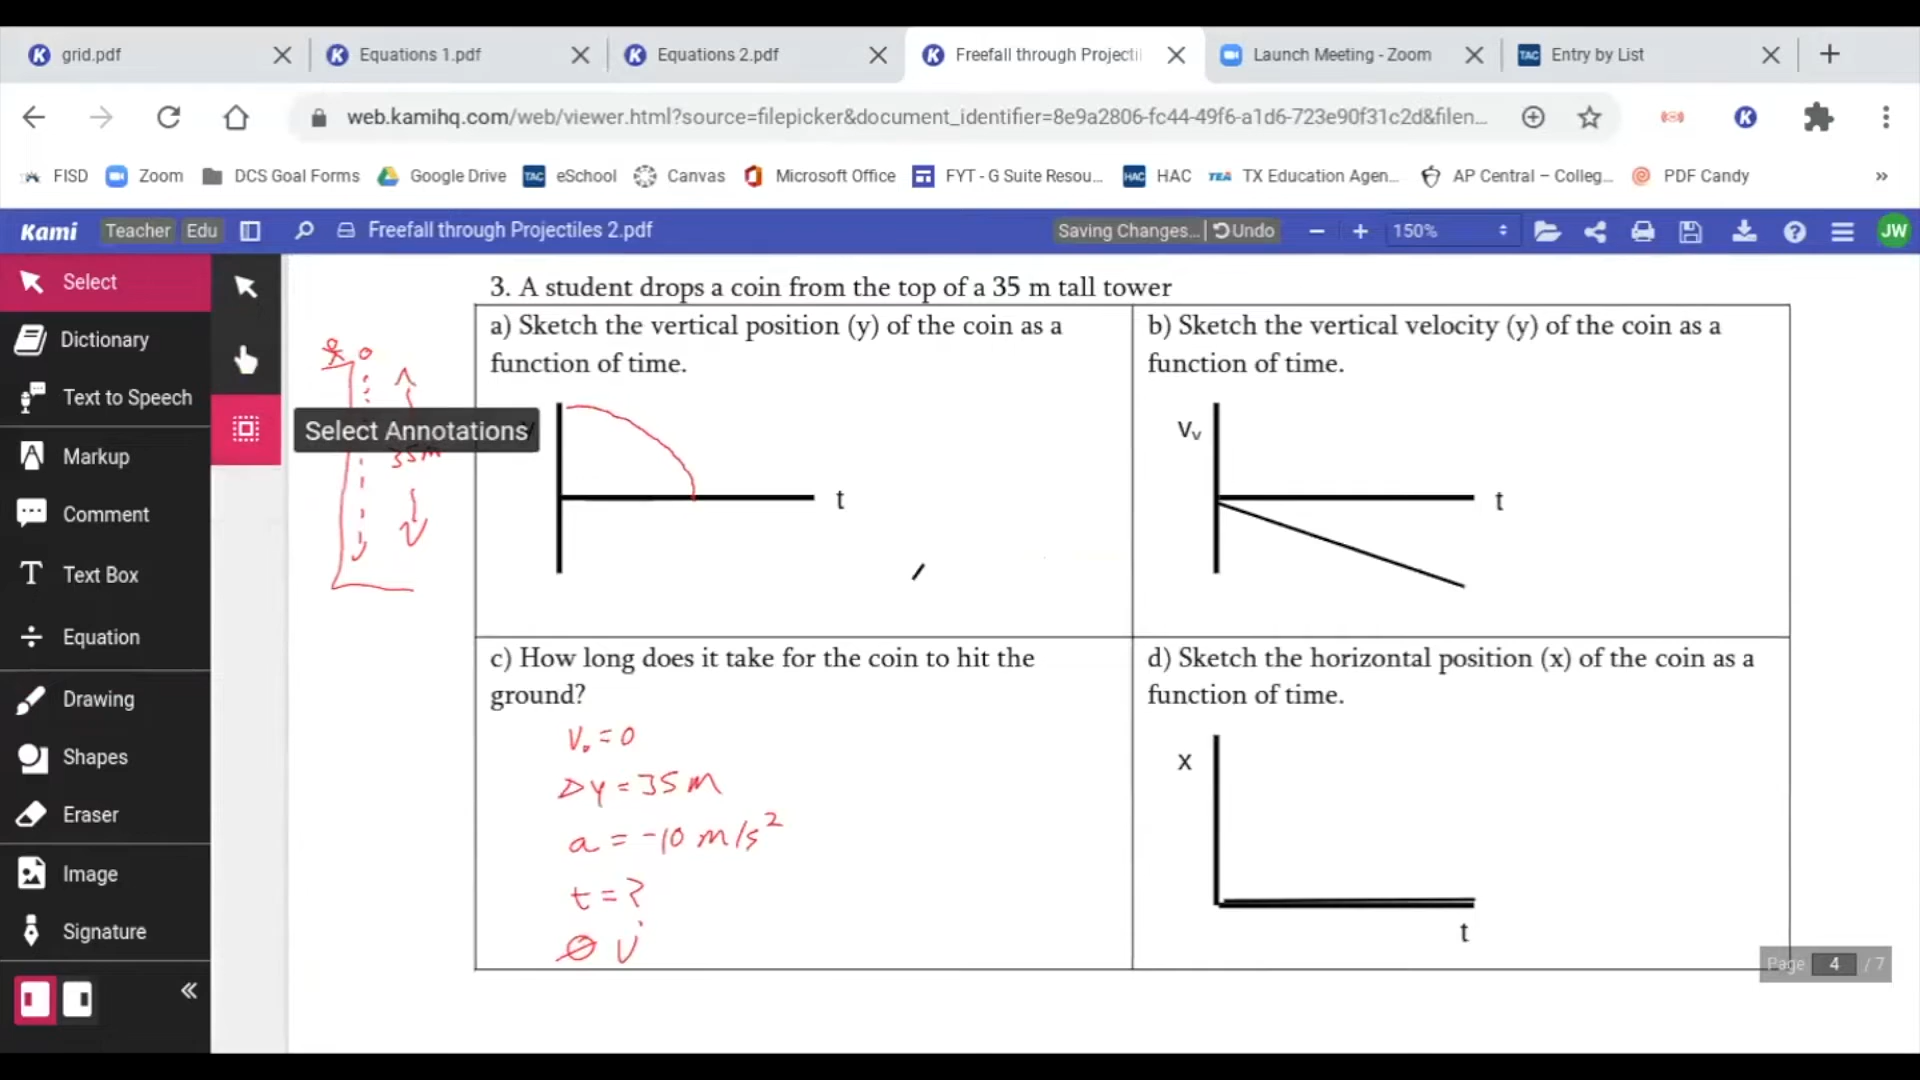 grid.pdf
Equations 1.pdf
Equations 2.pdf
Freefall through Projectil
Launch Meeting - Zoom
TAC
Entry by List
web.kamihq.com/web/viewer.html?source=filepicker&document_identifier=8e9a2806-fc44-49f6-a1d6-723e90f31c2d&filen...
FISD
Zoom
DCS Goal Forms
Google Drive
TAC
eSchool
Canvas
Microsoft Office
FYT - G Suite Resou...
HAC
HAC
TEA
TX Education Agen...
AP Central – Colleg...
PDF Candy
»
Kami
Teacher
Edu
Freefall through Projectiles 2.pdf
Saving Changes... | Undo
150%
JW
Select
Dictionary
Text to Speech
Markup
Comment
Text Box
Equation
Drawing
Shapes
Eraser
Image
Signature
Select Annotations
35m
3. A student drops a coin from the top of a 35 m tall tower
a) Sketch the vertical position (y) of the coin as a
function of time.
t
b) Sketch the vertical velocity (y) of the coin as a
function of time.
Vv
t
c) How long does it take for the coin to hit the
ground?
V₀ = 0
Δy = 35 m
a = -10 m/s²
t = ?
∅ v
d) Sketch the horizontal position (x) of the coin as a
function of time.
x
t
Page 4 / 7